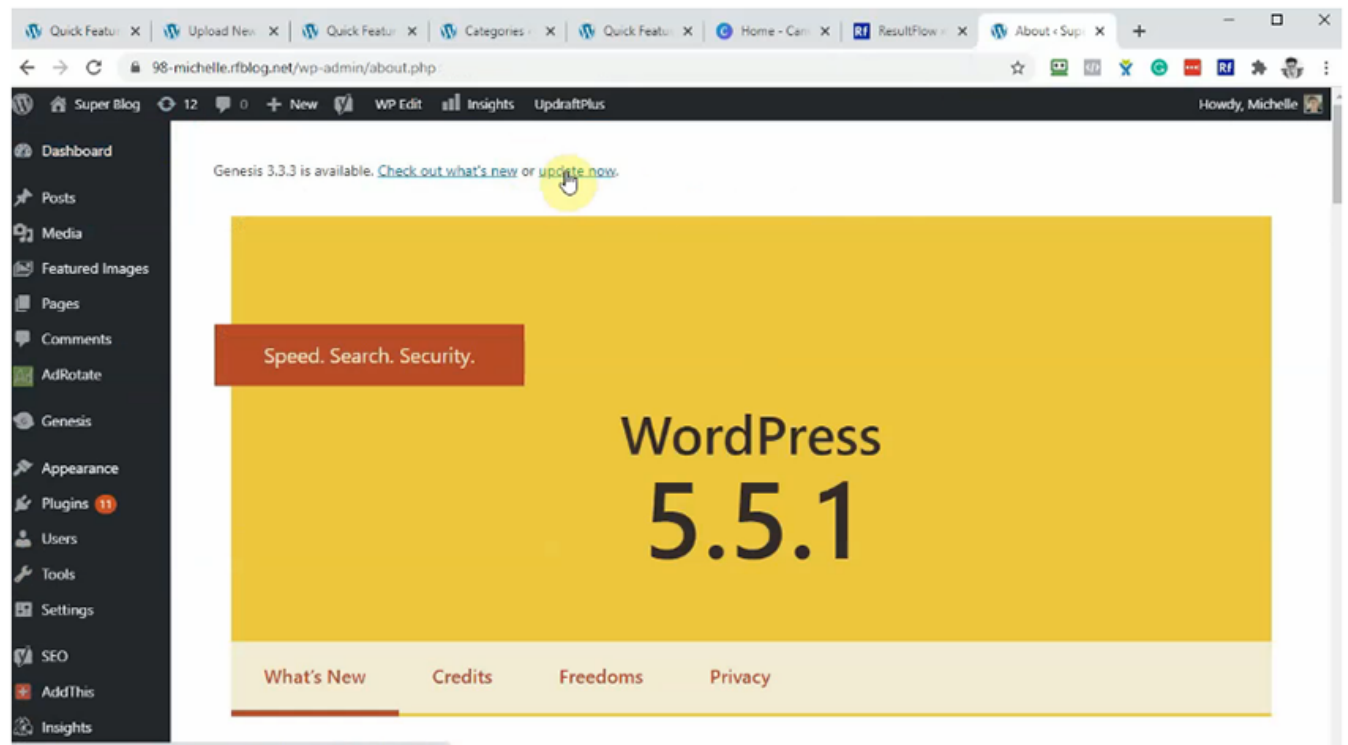 Quick Featur
Upload New
Quick Featur
Categories
Quick Featu
Home - Can
ResultFlow
About ‹ Sup
98-michelle.rfblog.net/wp-admin/about.php
Super Blog 12 0 + New WP Edit Insights UpdraftPlus Howdy, Michelle
Dashboard
Genesis 3.3.3 is available. Check out what's new or update now.
Posts
Media
Featured Images
Pages
Comments
AdRotate
Genesis
Appearance
Plugins 11
Users
Tools
Settings
SEO
AddThis
Insights
Speed. Search. Security.
WordPress
5.5.1
What's New Credits Freedoms Privacy